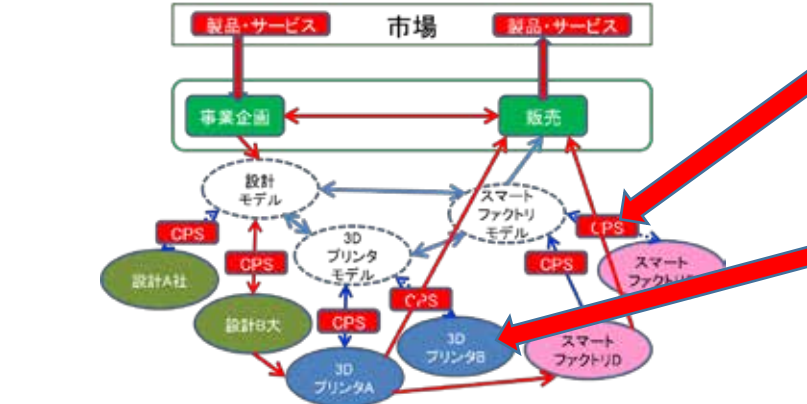 製品・サービス
市場
製品・サービス
事業企画
販売
設計
モデル
スマート
ファクトリ
モデル
CPS
CPS
3D
プリンタ
モデル
CPS
CPS
スマート
設計A社
CPS
設計B大
CPS
3D
プリンタB
スマート
ファクトリD
3D
プリンタA